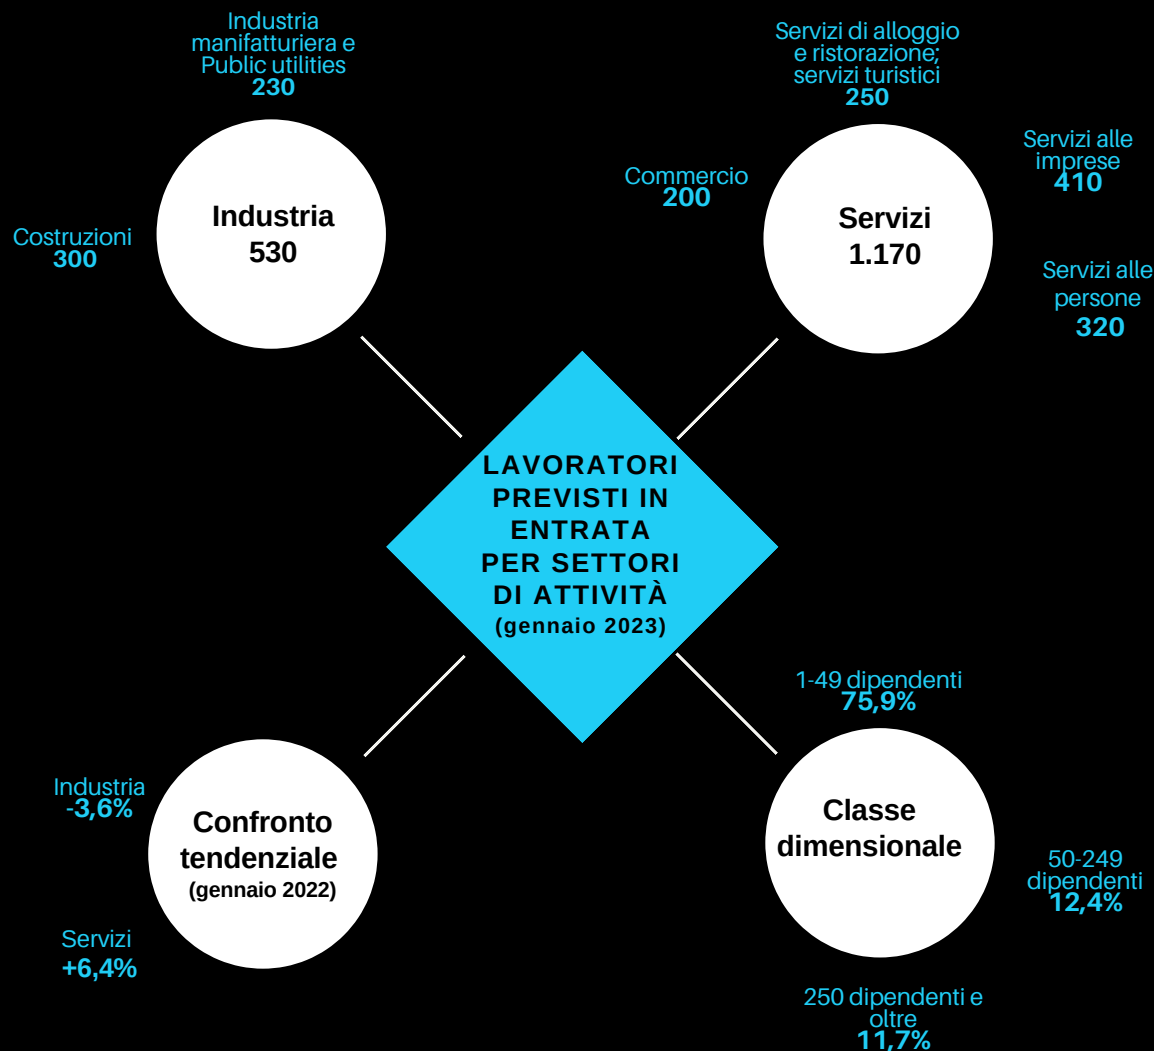 Industria
manifatturiera e
Public utilities
230
Costruzioni
300
Industria
530
Servizi di alloggio
e ristorazione;
servizi turistici
250
Commercio
200
Servizi
1.170
Servizi alle
imprese
410
Servizi alle
persone
320
LAVORATORI
PREVISTI IN
ENTRATA
PER SETTORI
DI ATTIVITÀ
(gennaio 2023)
Industria
-3,6%
Servizi
+6,4%
Confronto
tendenziale
(gennaio 2022)
1-49 dipendenti
75,9%
Classe
dimensionale
50-249
dipendenti
12,4%
250 dipendenti e
oltre
11,7%